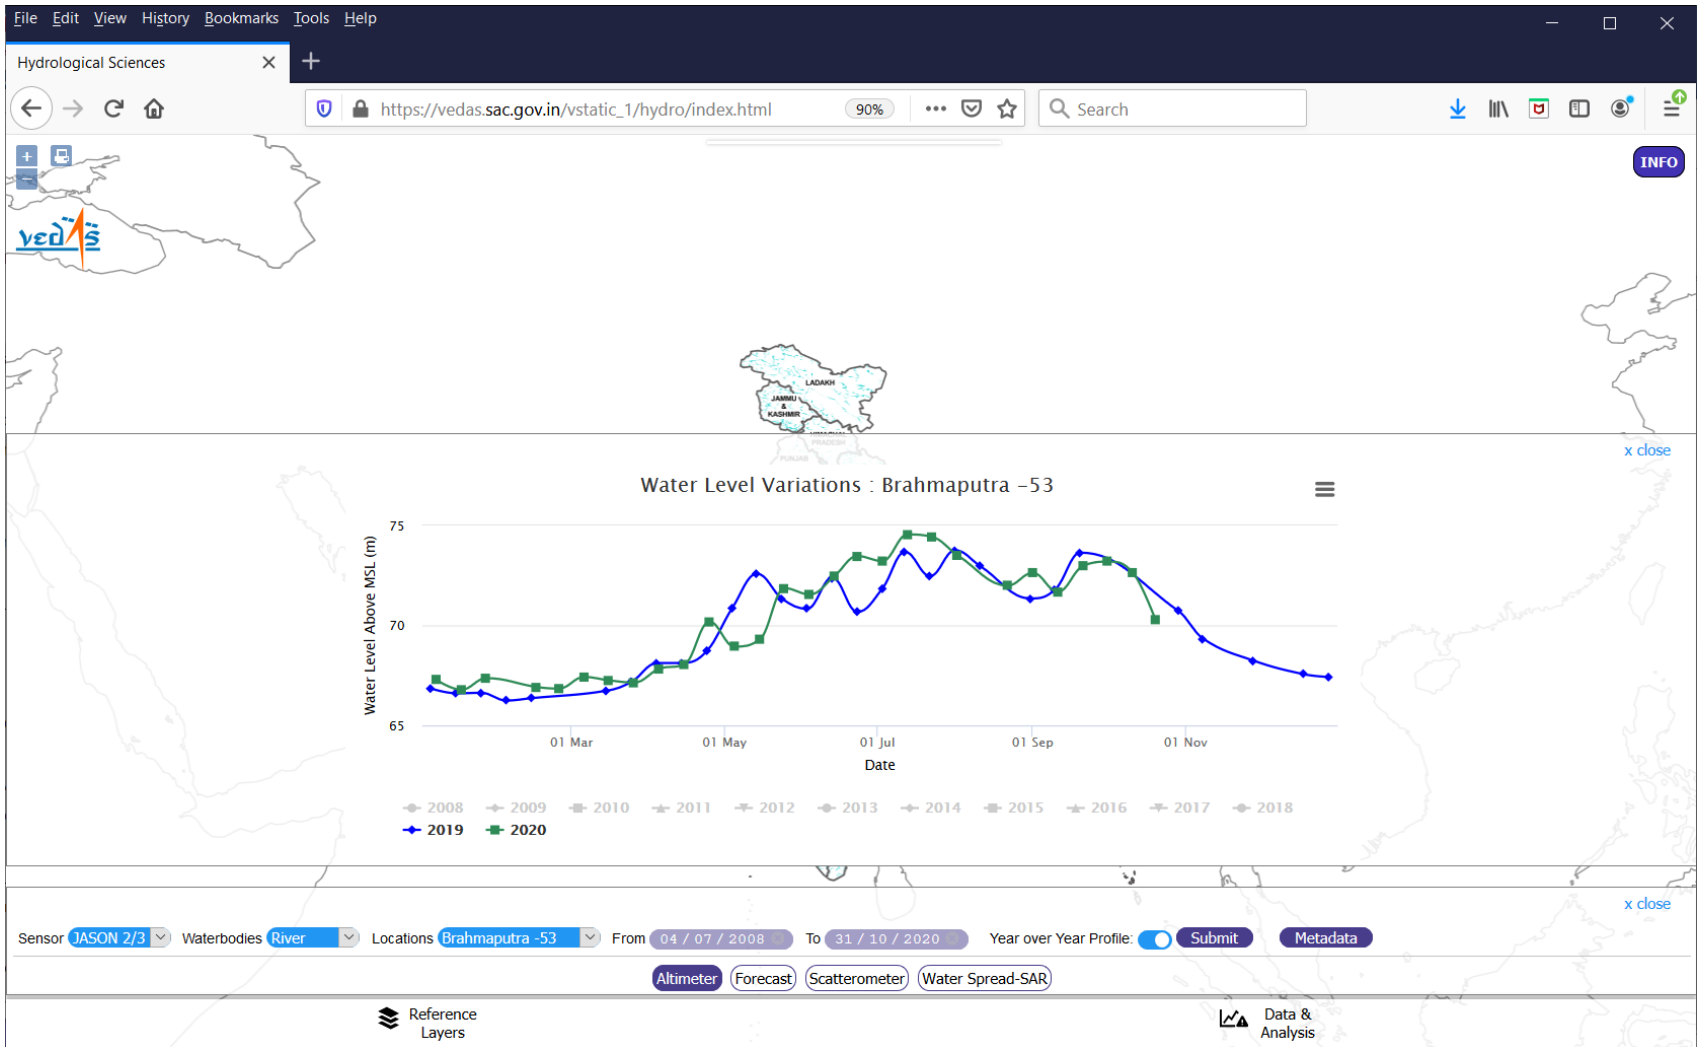 File Edit View History Bookmarks Tools Help
Hydrological Sciences
https://vedas.sac.gov.in/vstatic_1/hydro/index.html 90% Search
+
INFO
−
vedas
LADAKH
JAMMU
&
KASHMIR
HIMACHAL
PRADESH
PUNJAB
x close
Water Level Variations : Brahmaputra -53
Water Level Above MSL (m)
75
70
65
01 Mar 01 May 01 Jul 01 Sep 01 Nov
Date
2008 2009 2010 2011 2012 2013 2014 2015 2016 2017 2018
2019 2020
x close
Sensor JASON 2/3 Waterbodies River Locations Brahmaputra -53 From 04 / 07 / 2008 To 31 / 10 / 2020 Year over Year Profile: Submit Metadata
Altimeter Forecast Scatterometer Water Spread-SAR
Reference
Layers
Data &
Analysis